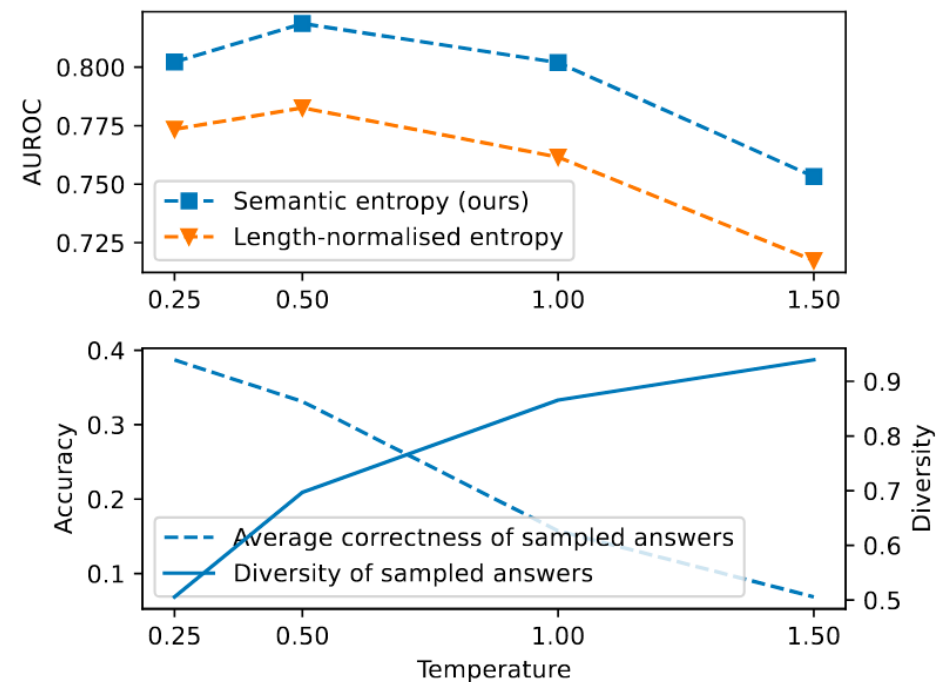 AUROC
0.800
0.775
0.750
0.725
Semantic entropy (ours)
Length-normalised entropy
0.25 0.50 1.00 1.50
Accuracy
0.4
0.3
0.2
0.1
Average correctness of sampled answers
Diversity of sampled answers
0.9
0.8
0.7
0.6
0.5
Diversity
0.25 0.50 1.00 1.50
Temperature